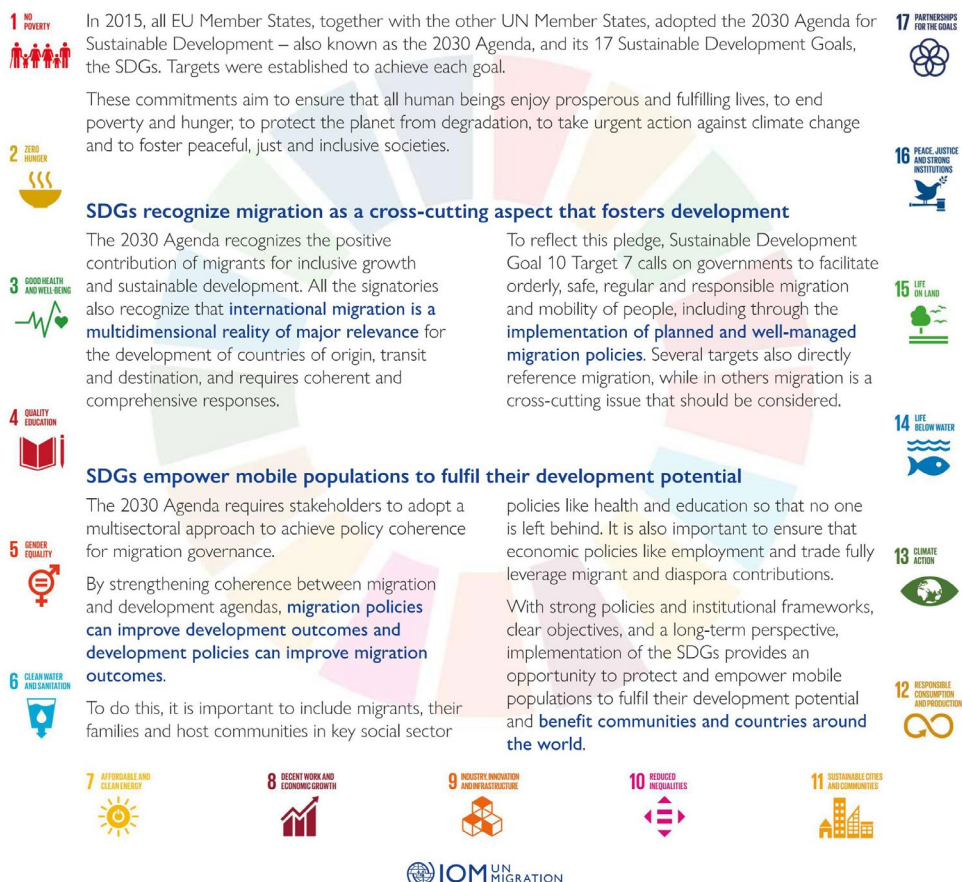 In 2015, all EU Member States, together with the other UN Member States, adopted the 2030 Agenda for
Sustainable Development – also known as the 2030 Agenda, and its 17 Sustainable Development Goals,
the SDGs. Targets were established to achieve each goal.
These commitments aim to ensure that all human beings enjoy prosperous and fulfilling lives, to end
poverty and hunger, to protect the planet from degradation, to take urgent action against climate change
and to foster peaceful, just and inclusive societies.
SDGs recognize migration as a cross-cutting aspect that fosters development
The 2030 Agenda recognizes the positive
contribution of migrants for inclusive growth
and sustainable development. All the signatories
also recognize that international migration is a
multidimensional reality of major relevance for
the development of countries of origin, transit
and destination, and requires coherent and
comprehensive responses.
To reflect this pledge, Sustainable Development
Goal 10 Target 7 calls on governments to facilitate
orderly, safe, regular and responsible migration
and mobility of people, including through the
implementation of planned and well-managed
migration policies. Several targets also directly
reference migration, while in others migration is a
cross-cutting issue that should be considered.
SDGs empower mobile populations to fulfil their development potential
The 2030 Agenda requires stakeholders to adopt a
multisectoral approach to achieve policy coherence
for migration governance.
By strengthening coherence between migration
and development agendas, migration policies
can improve development outcomes and
development policies can improve migration
outcomes.
To do this, it is important to include migrants, their
families and host communities in key social sector
policies like health and education so that no one
is left behind. It is also important to ensure that
economic policies like employment and trade fully
leverage migrant and diaspora contributions.
With strong policies and institutional frameworks,
clear objectives, and a long-term perspective,
implementation of the SDGs provides an
opportunity to protect and empower mobile
populations to fulfil their development potential
and benefit communities and countries around
the world.
1 NO
POVERTY
2 ZERO
HUNGER
3 GOOD HEALTH
AND WELL-BEING
4 QUALITY
EDUCATION
5 GENDER
EQUALITY
6 CLEAN WATER
AND SANITATION
7 AFFORDABLE AND
CLEAN ENERGY
8 DECENT WORK AND
ECONOMIC GROWTH
9 INDUSTRY, INNOVATION
AND INFRASTRUCTURE
10 REDUCED
INEQUALITIES
11 SUSTAINABLE CITIES
AND COMMUNITIES
12 RESPONSIBLE
CONSUMPTION
AND PRODUCTION
13 CLIMATE
ACTION
14 LIFE
BELOW WATER
15 LIFE
ON LAND
16 PEACE, JUSTICE
AND STRONG
INSTITUTIONS
17 PARTNERSHIPS
FOR THE GOALS
IOM UN
MIGRATION